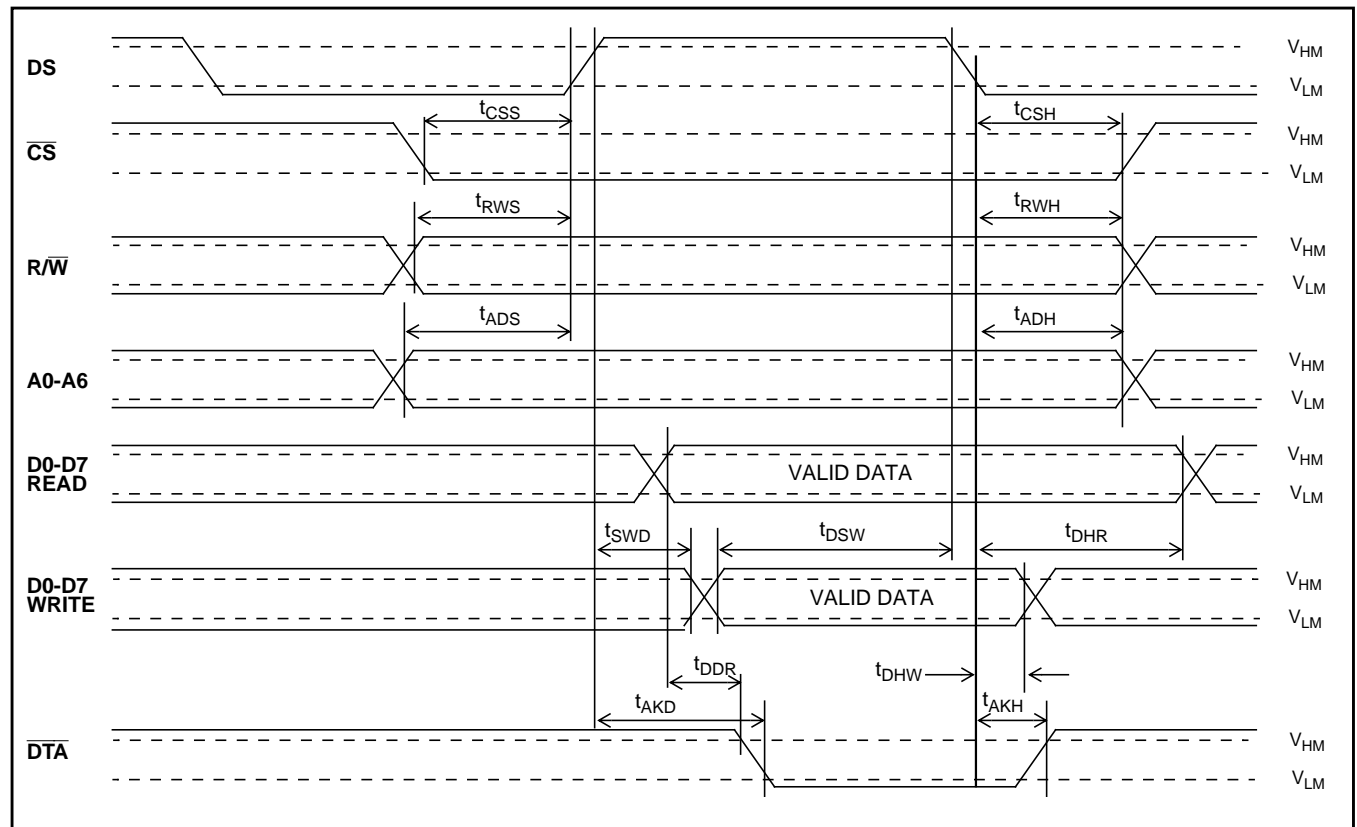 DS
V_HM
V_LM
t_CSS
t_CSH
C̅S̅
V_HM
V_LM
t_RWS
t_RWH
R/W̅
V_HM
V_LM
t_ADS
t_ADH
A0-A6
V_HM
V_LM
D0-D7
READ
VALID DATA
V_HM
V_LM
t_SWD
t_DSW
t_DHR
D0-D7
WRITE
VALID DATA
V_HM
V_LM
t_DDR
t_DHW
t_AKD
t_AKH
D̅T̅A̅
V_HM
V_LM